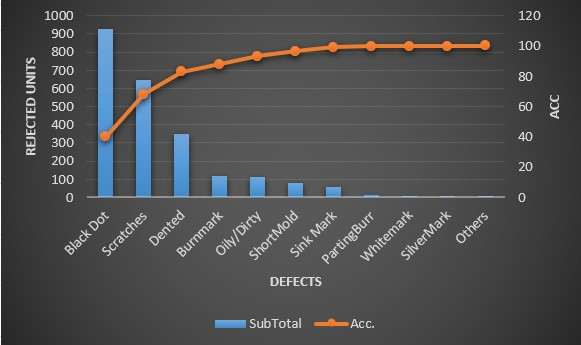 1000
900
800
700
600
500
400
300
200
100
0
REJECTED UNITS
120
100
80
60
40
20
0
ACC
Black Dot
Scratches
Dented
Burnmark
Oily/Dirty
ShortMold
Sink Mark
PartingBurr
Whitemark
SilverMark
Others
DEFECTS
SubTotal
Acc.